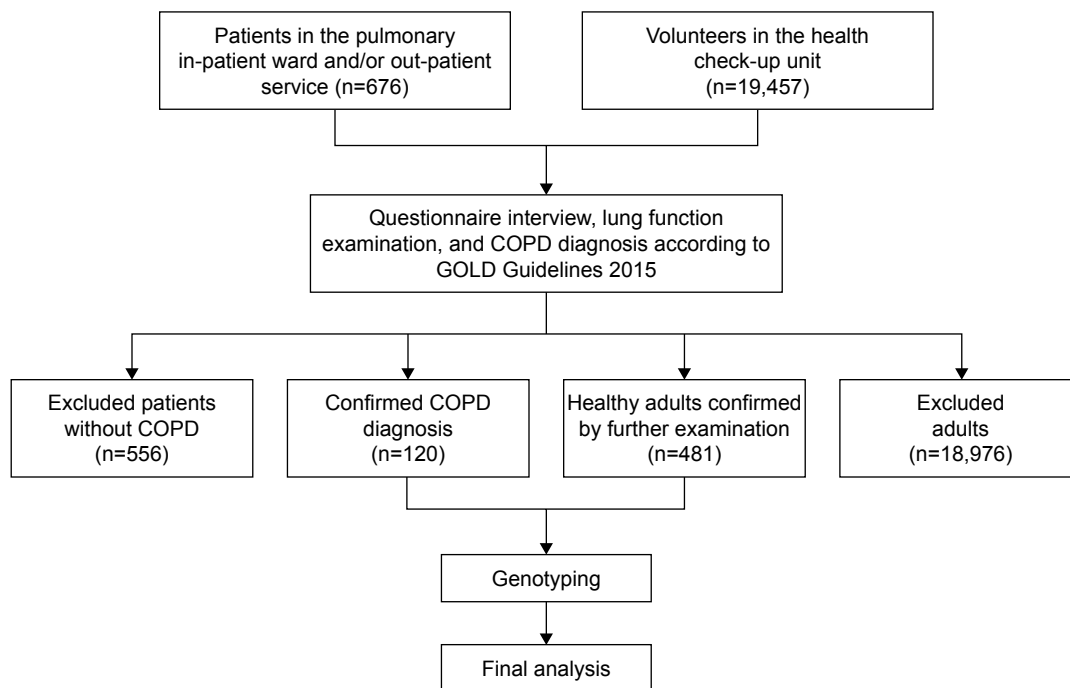 Patients in the pulmonary
in-patient ward and/or out-patient
service (n=676)
Volunteers in the health
check-up unit
(n=19,457)
Questionnaire interview, lung function
examination, and COPD diagnosis according to
GOLD Guidelines 2015
Excluded patients
without COPD
(n=556)
Confirmed COPD
diagnosis
(n=120)
Healthy adults confirmed
by further examination
(n=481)
Excluded
adults
(n=18,976)
Genotyping
Final analysis